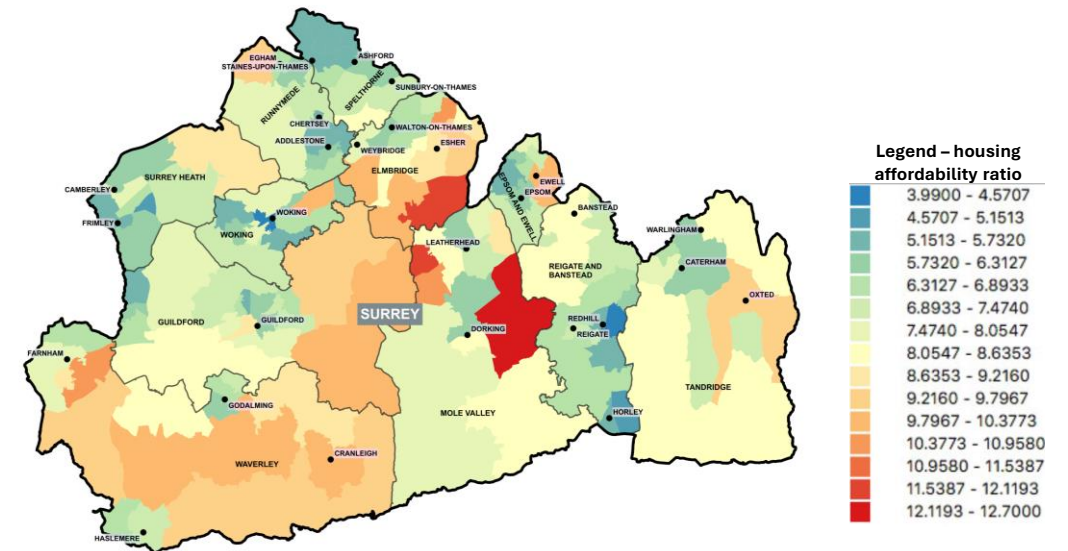 EGHAM
STAINES-UPON-THAMES
ASHFORD
SPELTHORNE
SUNBURY-ON-THAMES
RUNNYMEDE
CHERTSEY
WALTON-ON-THAMES
ADDLESTONE
WEYBRIDGE
ESHER
ELMBRIDGE
CAMBERLEY
SURREY HEATH
FRIMLEY
WOKING
WOKING
EWELL
EPSOM
EPSOM AND EWELL
BANSTEAD
LEATHERHEAD
WARLINGHAM
CATERHAM
REIGATE AND
BANSTEAD
OXTED
GUILDFORD
GUILDFORD
SURREY
DORKING
REDHILL
REIGATE
FARNHAM
TANDRIDGE
GODALMING
MOLE VALLEY
HORLEY
WAVERLEY
CRANLEIGH
HASLEMERE
Legend – housing
affordability ratio
3.9900 - 4.5707
4.5707 - 5.1513
5.1513 - 5.7320
5.7320 - 6.3127
6.3127 - 6.8933
6.8933 - 7.4740
7.4740 - 8.0547
8.0547 - 8.6353
8.6353 - 9.2160
9.2160 - 9.7967
9.7967 - 10.3773
10.3773 - 10.9580
10.9580 - 11.5387
11.5387 - 12.1193
12.1193 - 12.7000